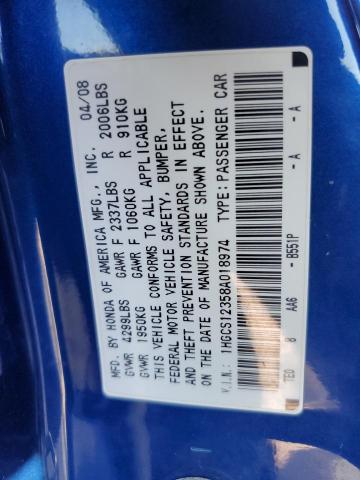 MFD. BY HONDA OF AMERICA MFG., INC. 04/08
GVWR 4299LBS GAWR F 2337LBS R 2006LBS
GVWR 1950KG GAWR F 1060KG R 910KG
THIS VEHICLE CONFORMS TO ALL APPLICABLE
FEDERAL MOTOR VEHICLE SAFETY, BUMPER,
AND THEFT PREVENTION STANDARDS IN EFFECT
ON THE DATE OF MANUFACTURE SHOWN ABOVE.
V.I.N.: 1HGCS12358A018974 TYPE: PASSENGER CAR
TEO 8 AA6 - B551P - A - A